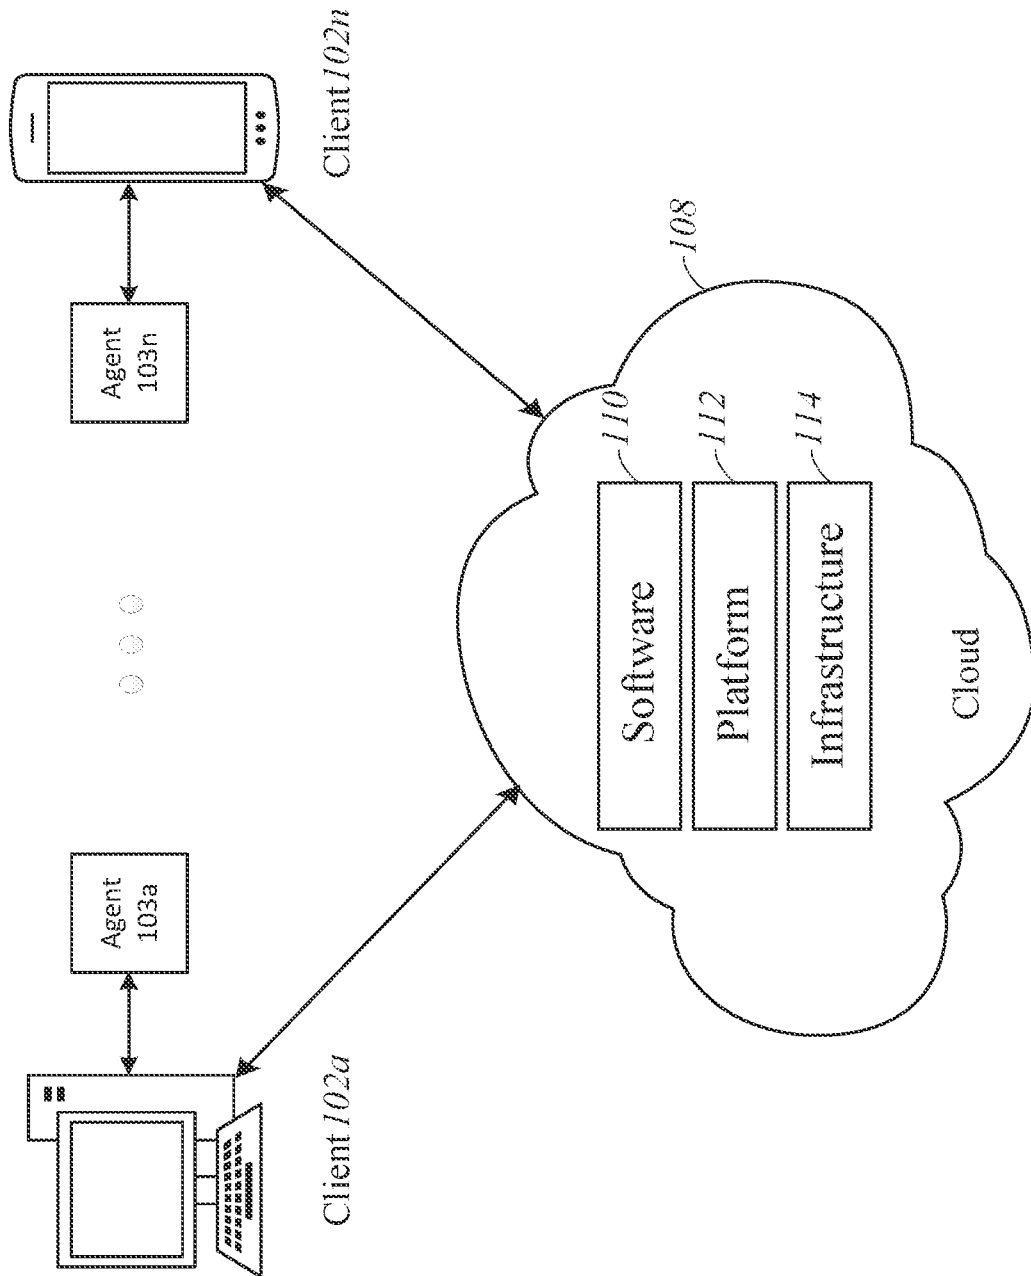 Agent
103a
Agent
103n
Client 102a
Client 102n
108
Software
110
Platform
112
Infrastructure
114
Cloud